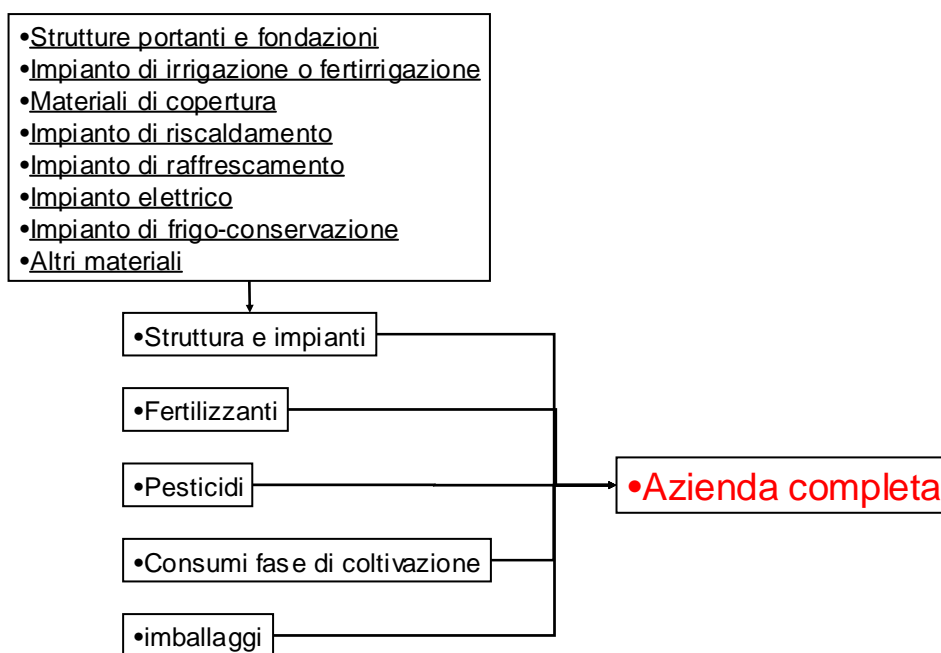 •Strutture portanti e fondazioni
•Impianto di irrigazione o fertirrigazione
•Materiali di copertura
•Impianto di riscaldamento
•Impianto di raffrescamento
•Impianto elettrico
•Impianto di frigo-conservazione
•Altri materiali
•Struttura e impianti
•Fertilizzanti
•Pesticidi
•Azienda completa
•Consumi fase di coltivazione
•imballaggi